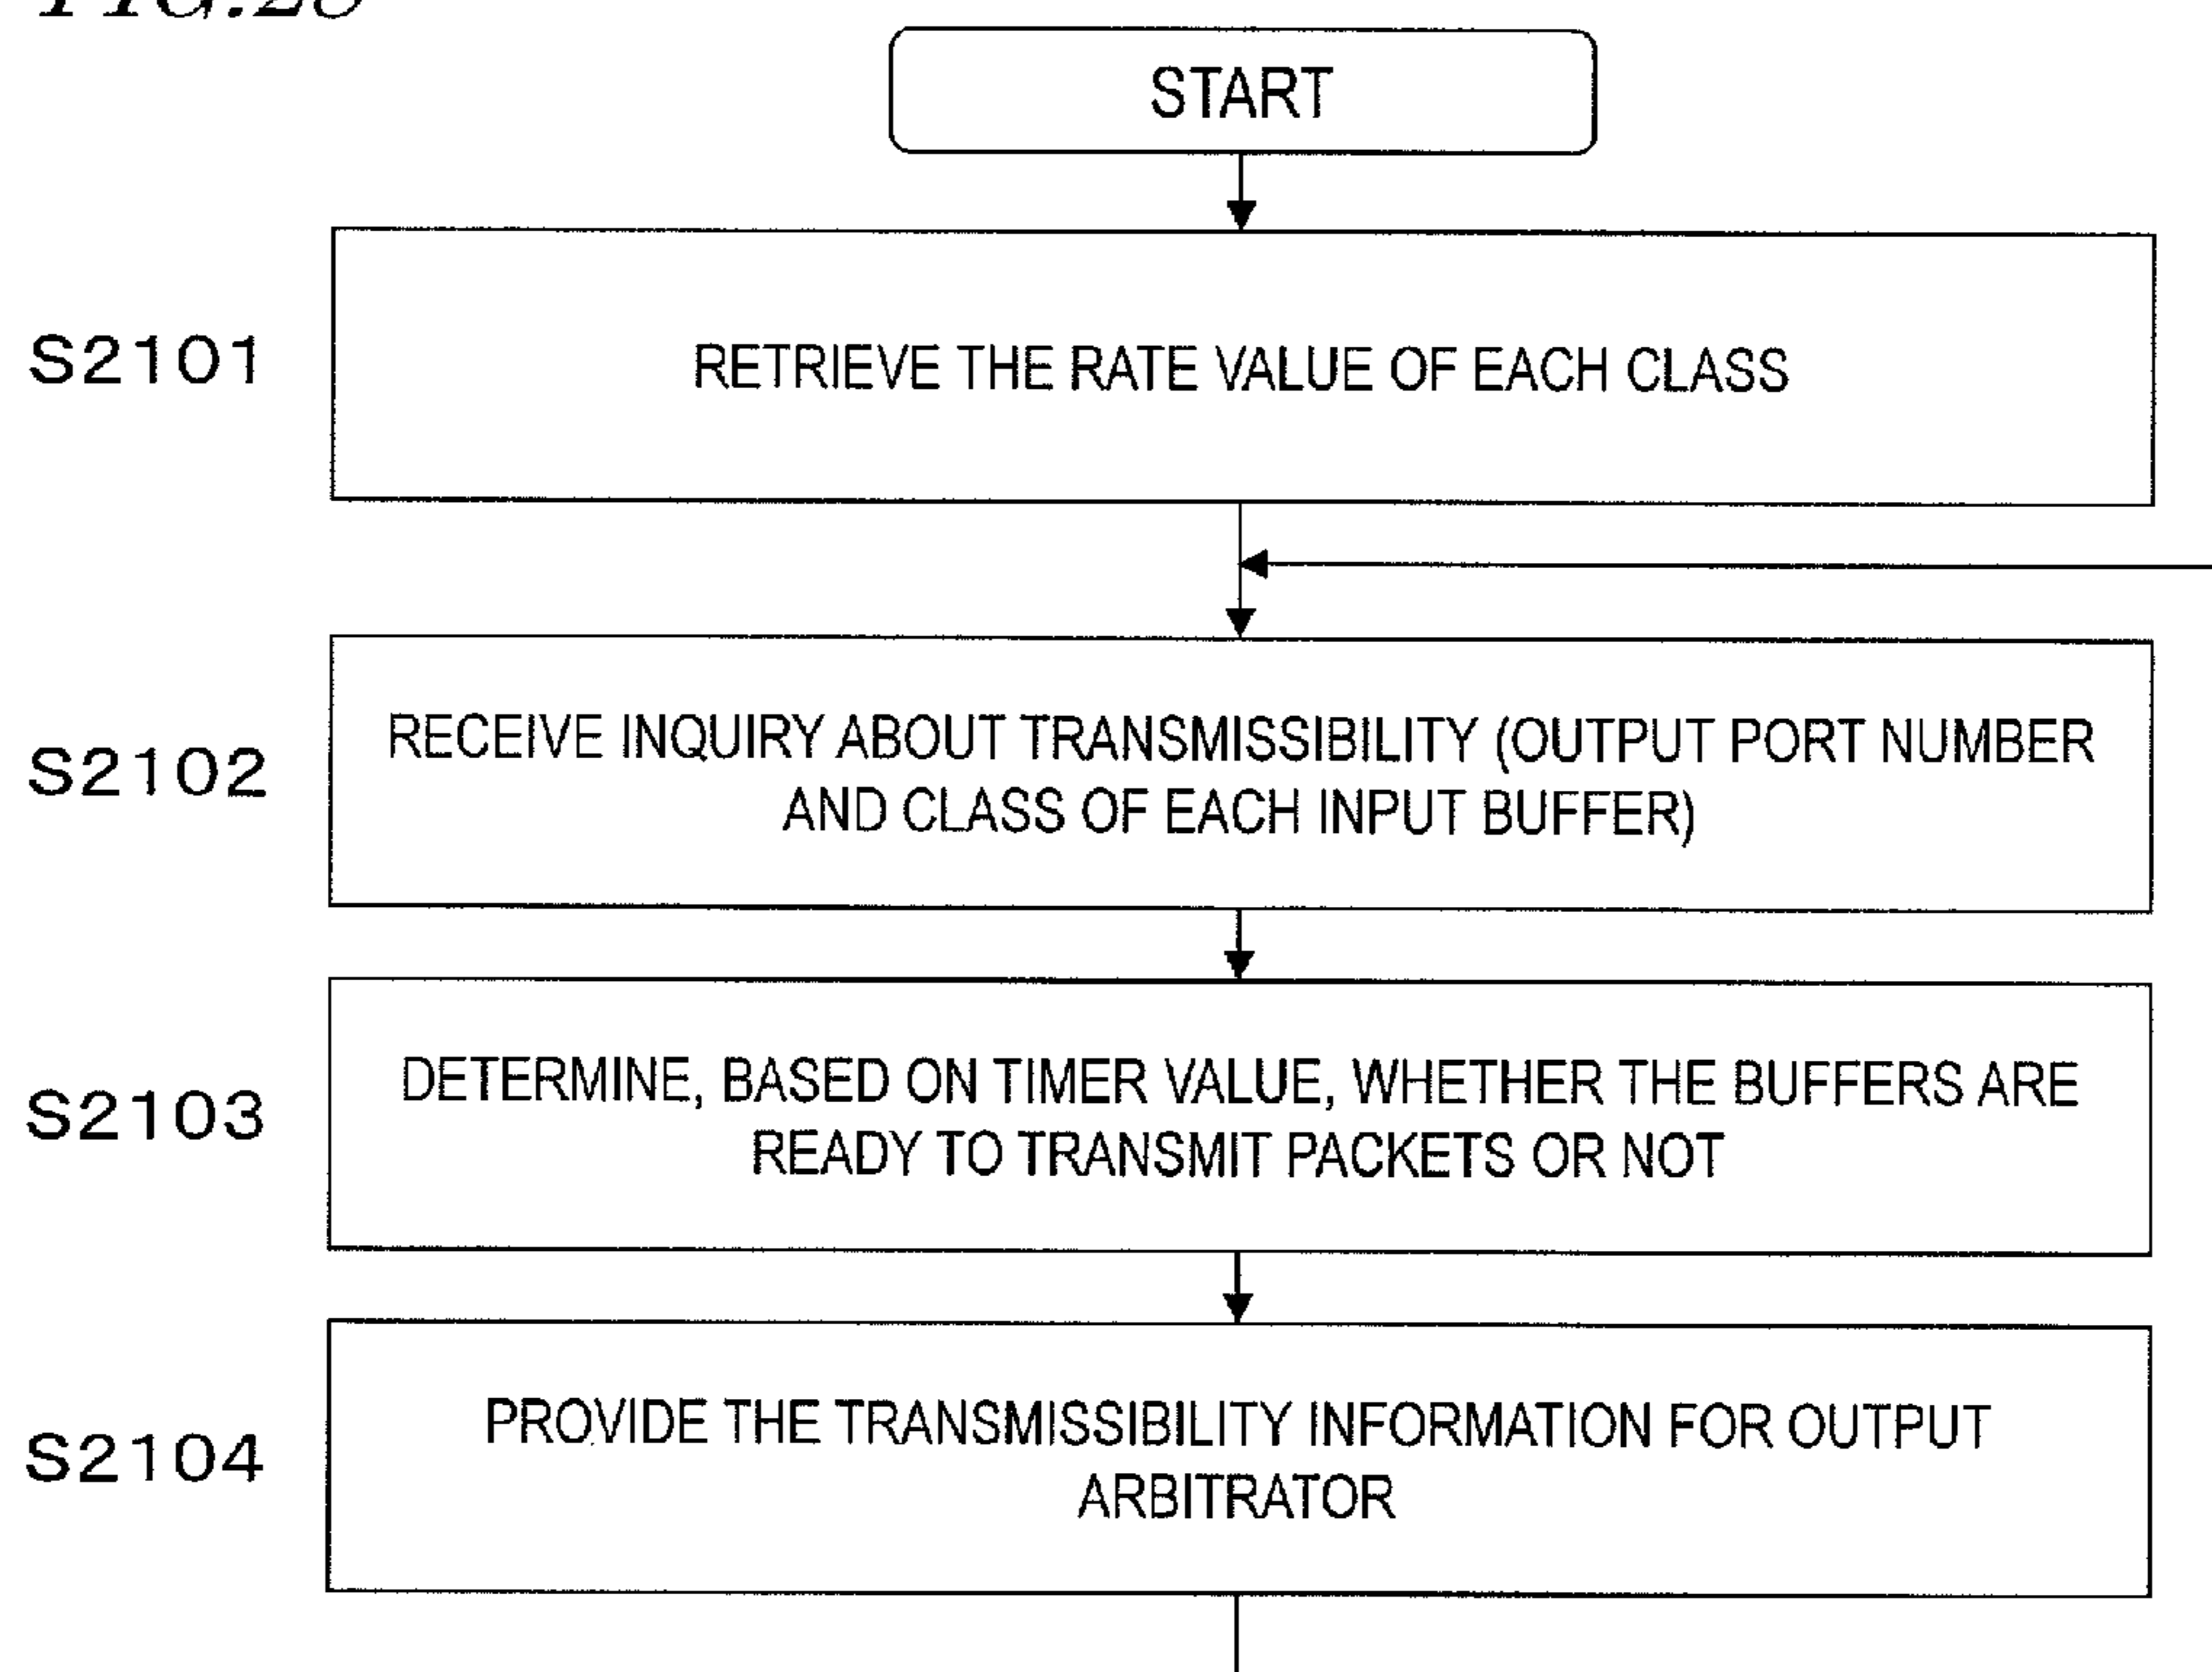 START
S2101
RETRIEVE THE RATE VALUE OF EACH CLASS
S2102
RECEIVE INQUIRY ABOUT TRANSMISSIBILITY (OUTPUT PORT NUMBER
AND CLASS OF EACH INPUT BUFFER)
S2103
DETERMINE, BASED ON TIMER VALUE, WHETHER THE BUFFERS ARE
READY TO TRANSMIT PACKETS OR NOT
S2104
PROVIDE THE TRANSMISSIBILITY INFORMATION FOR OUTPUT
ARBITRATOR